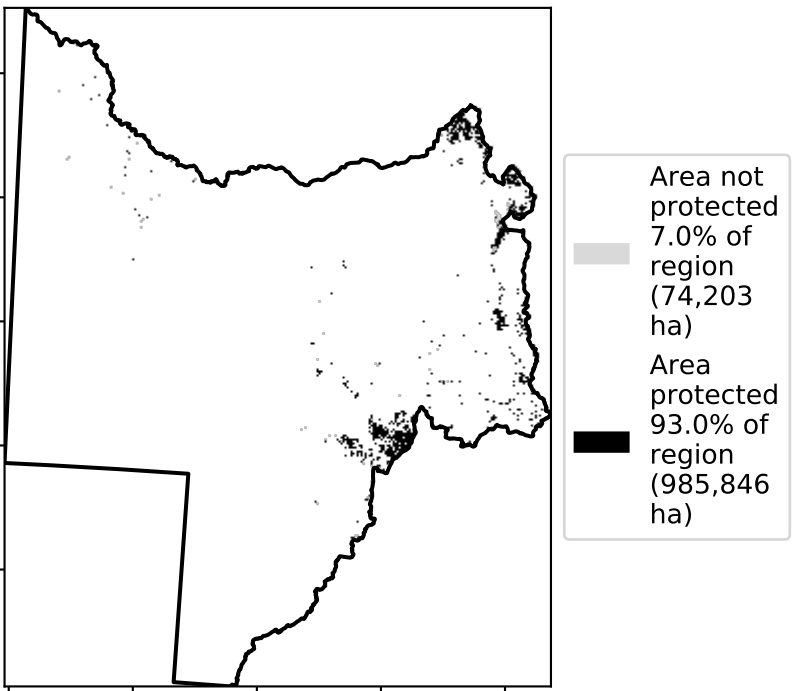 Area not
protected
7.0% of
region
(74,203
ha)
Area
protected
93.0% of
region
(985,846
ha)